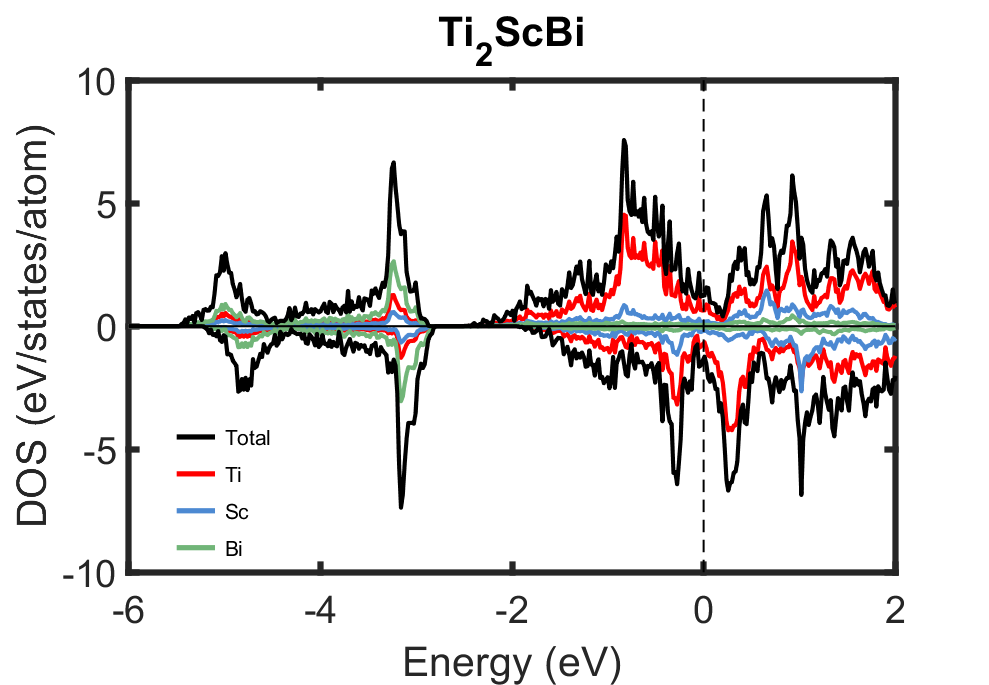 Ti₂ScBi
10
5
0
-5
-10
DOS (eV/states/atom)
Total
Ti
Sc
Bi
-6 -4 -2 0 2
Energy (eV)